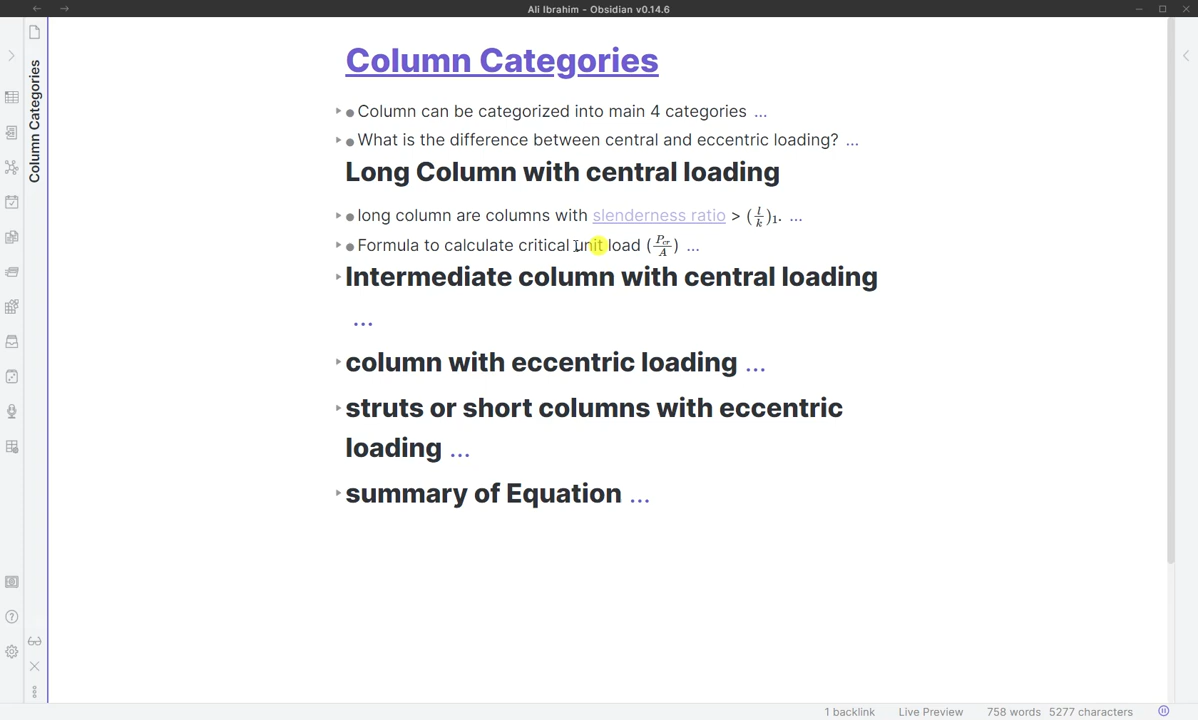 Ali Ibrahim - Obsidian v0.14.6
Column Categories
Column Categories
Column can be categorized into main 4 categories ...
What is the difference between central and eccentric loading? ...
Long Column with central loading
long column are columns with slenderness ratio > (l/k)₁. ...
Formula to calculate critical unit load (P_cr/A) ...
Intermediate column with central loading
...
column with eccentric loading ...
struts or short columns with eccentric
loading ...
summary of Equation ...
1 backlink Live Preview 758 words 5277 characters